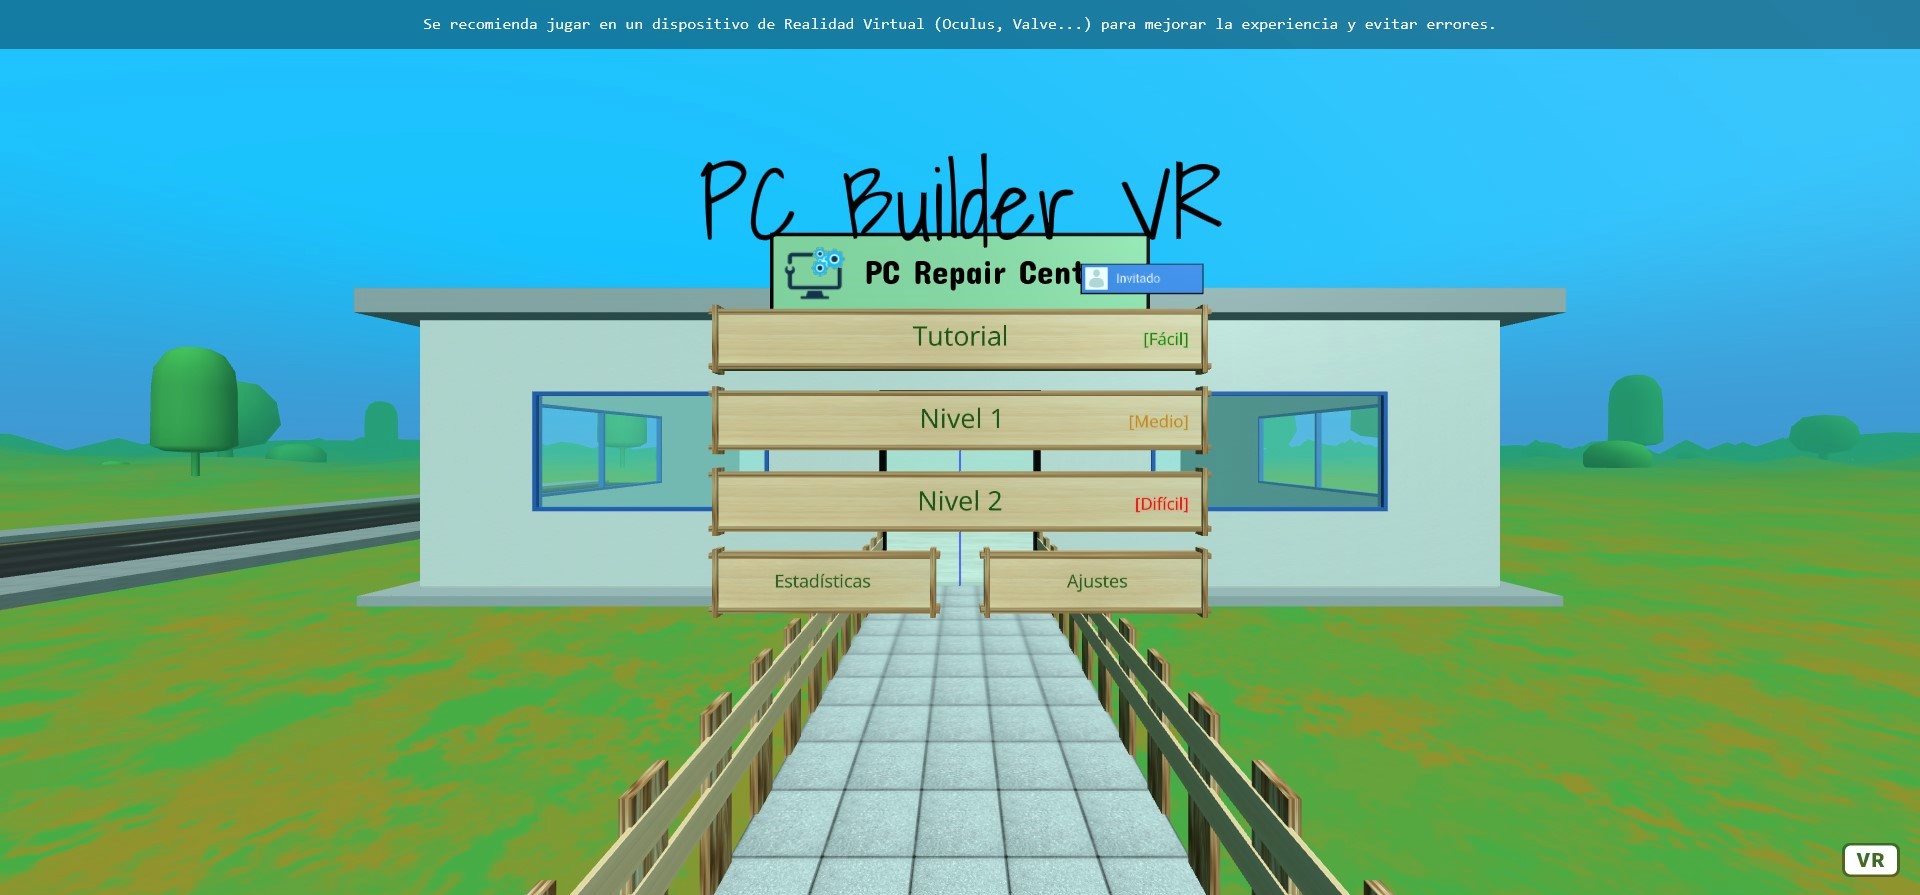 Se recomienda jugar en un dispositivo de Realidad Virtual (Oculus, Valve...) para mejorar la experiencia y evitar errores.
PC Builder VR
PC Repair Cent
Invitado
Tutorial [Fácil]
Nivel 1 [Medio]
Nivel 2 [Difícil]
Estadísticas Ajustes
VR